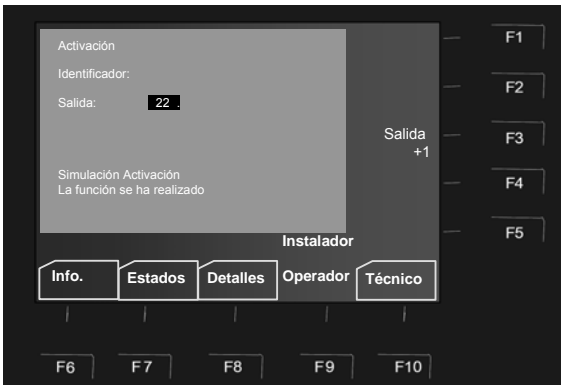 Activación
F1
Identificador:
F2
Salida: 22 .
Salida
+1
F3
Simulación Activación
La función se ha realizado
F4
F5
Instalador
Info.
Estados
Detalles
Operador
Técnico
F6
F7
F8
F9
F10